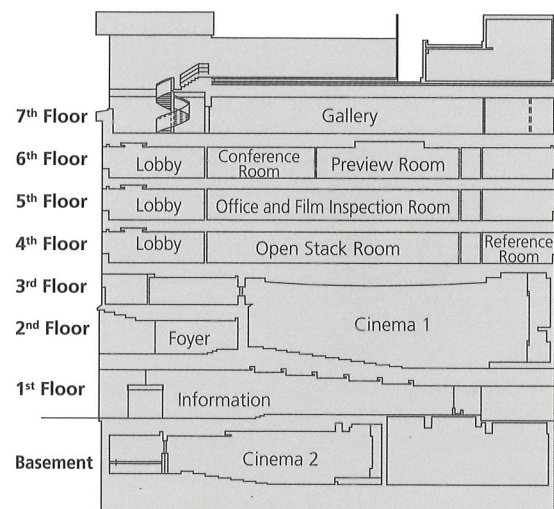 7th Floor
Gallery
6th Floor
Lobby
Conference
Room
Preview Room
5th Floor
Lobby
Office and Film Inspection Room
4th Floor
Lobby
Open Stack Room
Reference
Room
3rd Floor
2nd Floor
Foyer
Cinema 1
1st Floor
Information
Basement
Cinema 2